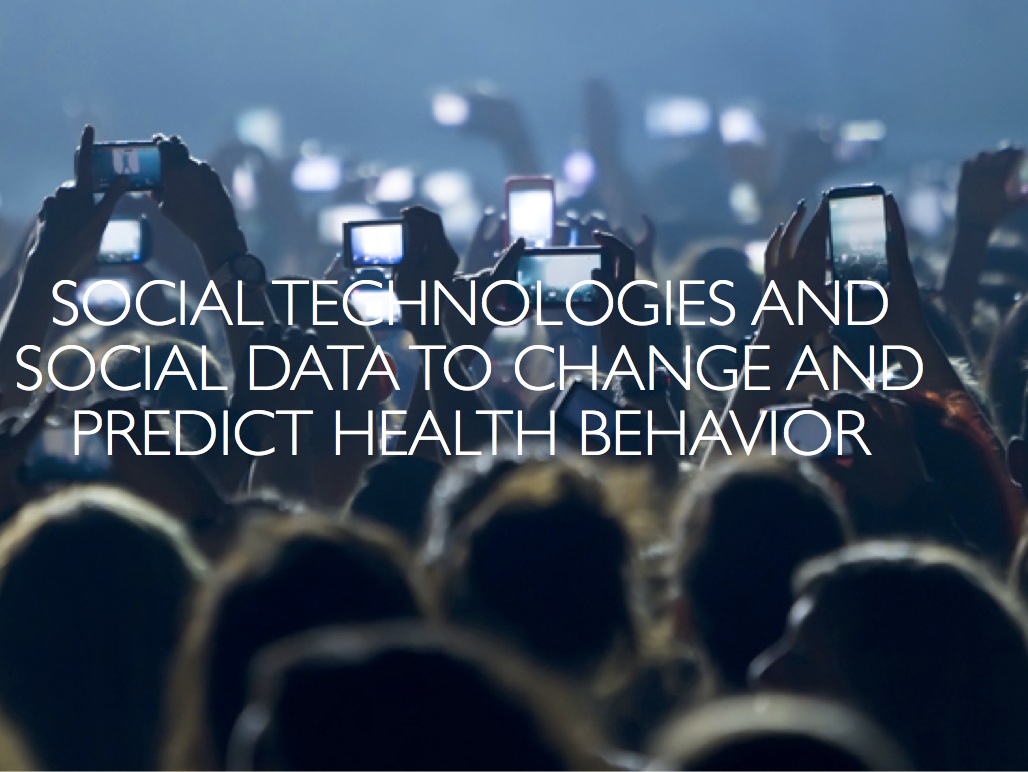 SOCIAL TECHNOLOGIES AND
SOCIAL DATA TO CHANGE AND
PREDICT HEALTH BEHAVIOR